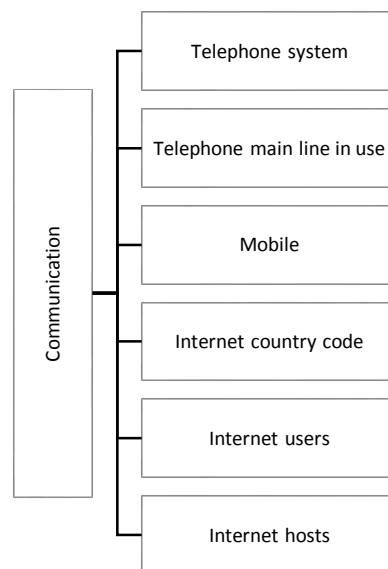 Communication
Telephone system
Telephone main line in use
Mobile
Internet country code
Internet users
Internet hosts